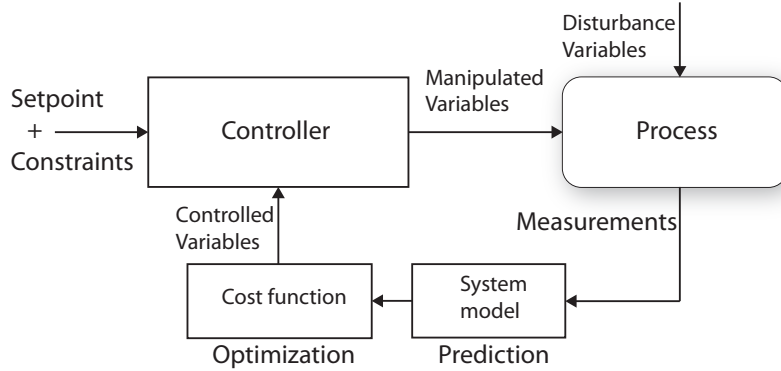 Disturbance
Variables
Setpoint
+
Constraints
Controller
Manipulated
Variables
Process
Controlled
Variables
Measurements
Cost function
System
model
Optimization
Prediction